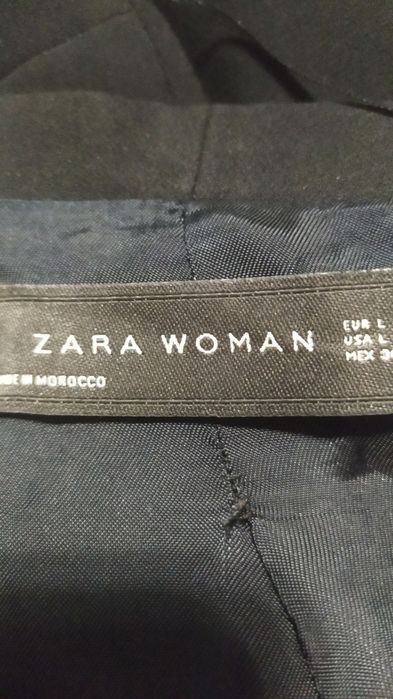 ZARA WOMAN
EUR L
USA L
MEX
IN MOROCCO